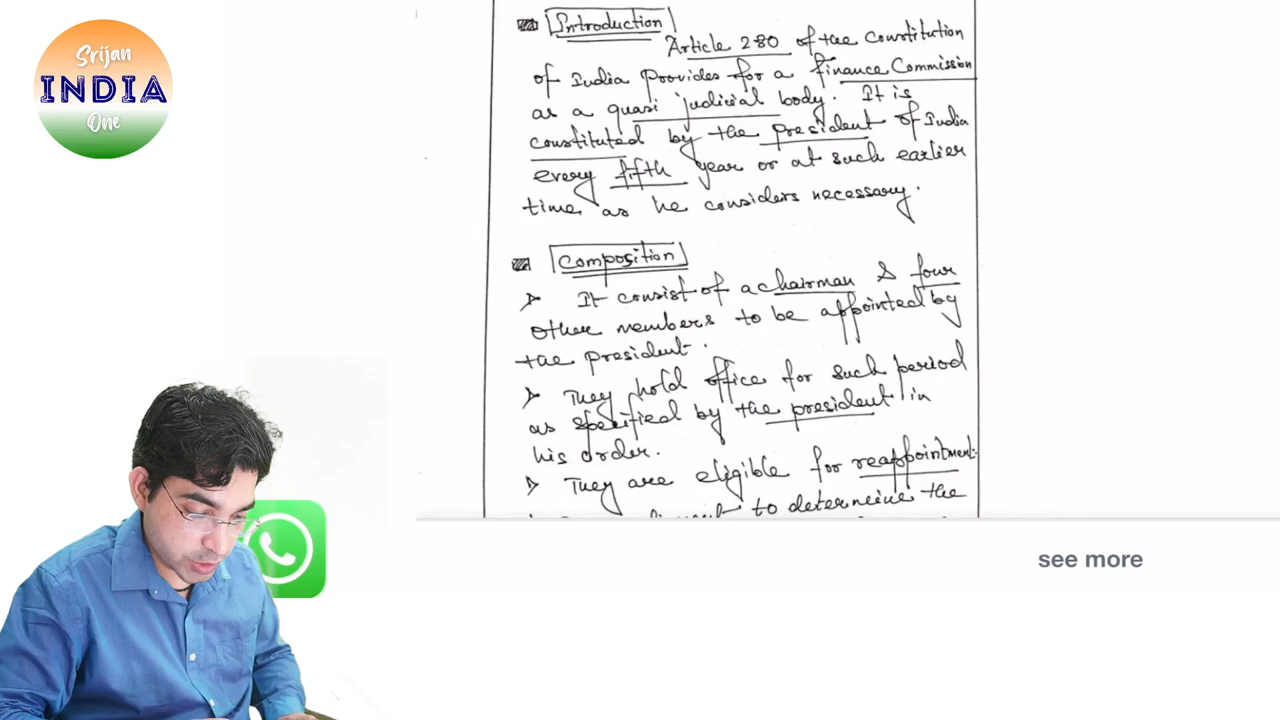 Srijan
INDIA
One
Introduction
Article 280 of the Constitution
of India provides for a finance Commission
as a quasi judicial body. It is
constituted by the president of India
every fifth year or at such earlier
time as he considers necessary.
Composition
It consist of a chairman & four
other members to be appointed by
the president.
They hold office for such period
as specified by the president in
his order.
They are eligible for reappointment.
to determine the
see more